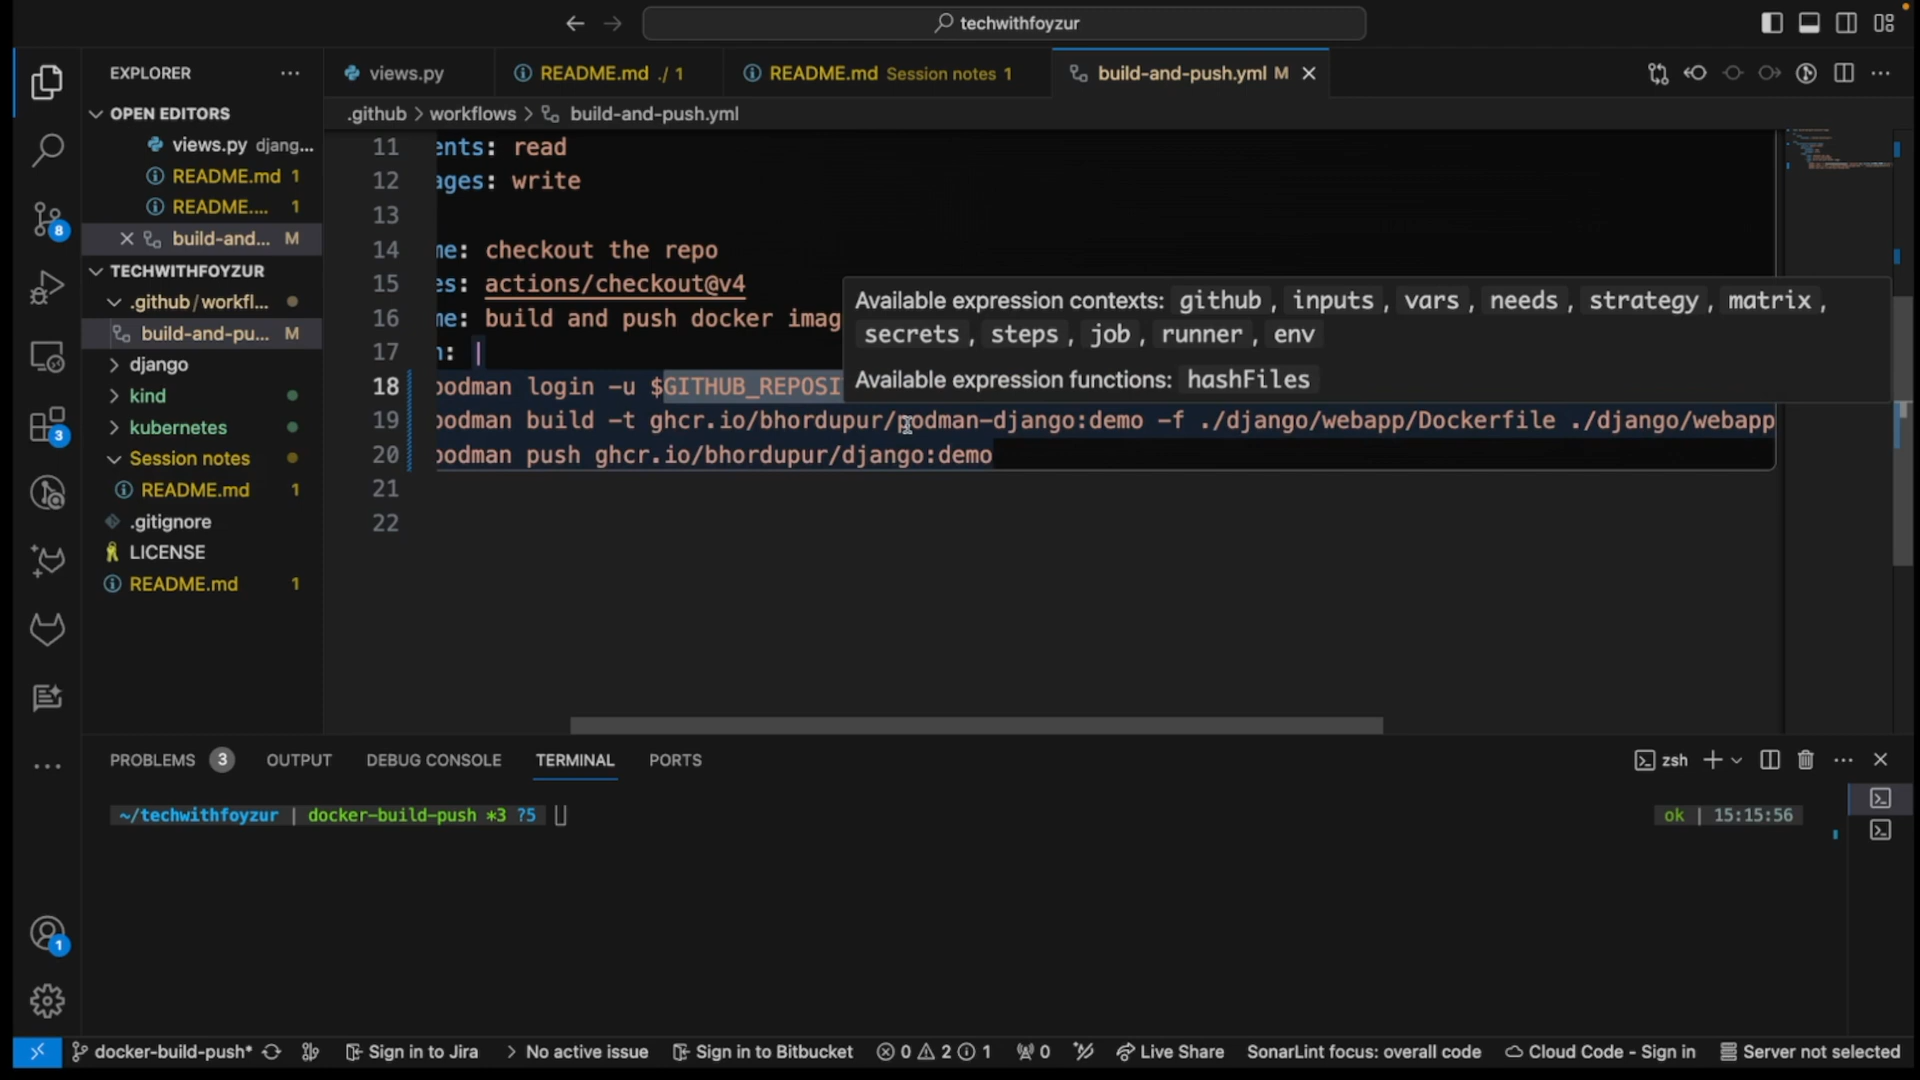 techwithfoyzur
EXPLORER
views.py
README.md ./ 1
README.md Session notes 1
build-and-push.yml M
OPEN EDITORS
.github > workflows > build-and-push.yml
views.py djang...
README.md 1
README.... 1
build-and... M
TECHWITHFOYZUR
.github/workfl...
build-and-pu... M
django
kind
kubernetes
Session notes
README.md 1
.gitignore
LICENSE
README.md 1
11 ents: read
12 ages: write
13
14 me: checkout the repo
15 es: actions/checkout@v4
16 me: build and push docker imag
17 n: |
Available expression contexts: github, inputs, vars, needs, strategy, matrix,
secrets, steps, job, runner, env
Available expression functions: hashFiles
18 podman login -u $GITHUB_REPOSI
19 podman build -t ghcr.io/bhordupur/podman-django:demo -f ./django/webapp/Dockerfile ./django/webapp
20 podman push ghcr.io/bhordupur/django:demo
21
22
8
3
1
PROBLEMS 3 OUTPUT DEBUG CONSOLE TERMINAL PORTS
zsh
~/techwithfoyzur | docker-build-push *3 ?5
ok | 15:15:56
docker-build-push* Sign in to Jira > No active issue Sign in to Bitbucket 0 2 1 0 Live Share SonarLint focus: overall code Cloud Code - Sign in Server not selected